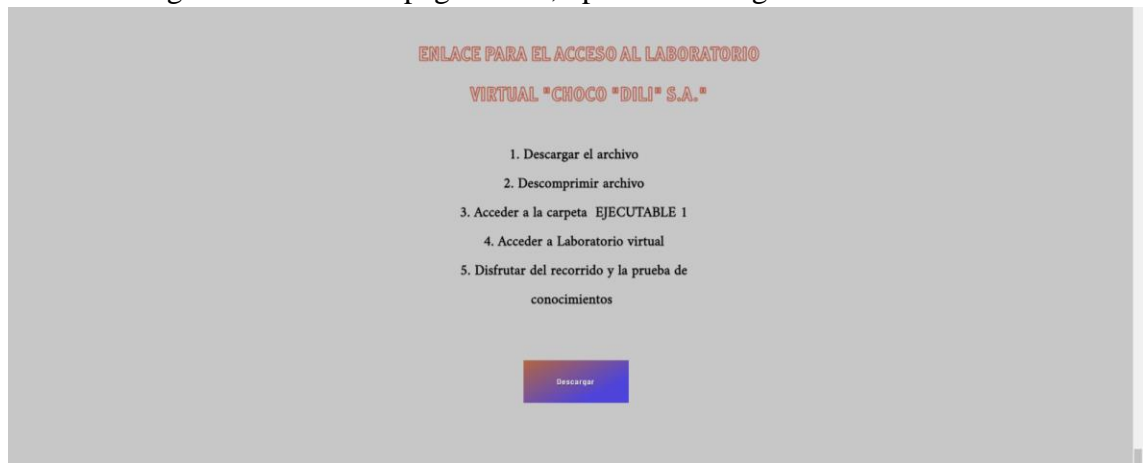 ENLACE PARA EL ACCESO AL LABORATORIO
VIRTUAL "CHOCO "DILI" S.A."
1. Descargar el archivo
2. Descomprimir archivo
3. Acceder a la carpeta EJECUTABLE 1
4. Acceder a Laboratorio virtual
5. Disfrutar del recorrido y la prueba de
conocimientos
Descargar